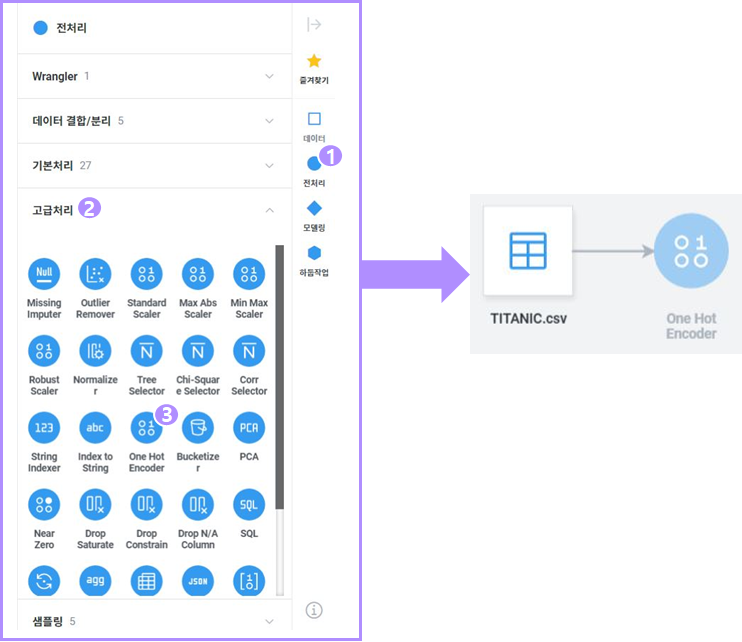 전처리
Wrangler 1
데이터 결합/분리 5
기본처리 27
고급처리 2
Null
Missing
Imputer
Outlier
Remover
Standard
Scaler
Max Abs
Scaler
Min Max
Scaler
Robust
Scaler
Normalize
r
N
Tree
Selector
N
Chi-Squar
e Selector
N
Corr
Selector
123
String
Indexer
abc
Index to
String
3
One Hot
Encoder
Bucketize
r
PCA
PCA
Near
Zero
Drop
Saturate
Drop
Constrain
Drop N/A
Column
SQL
SQL
agg
JSON
샘플링 5
즐겨찾기
데이터
1
전처리
모델링
하둡작업
TITANIC.csv
One Hot
Encoder